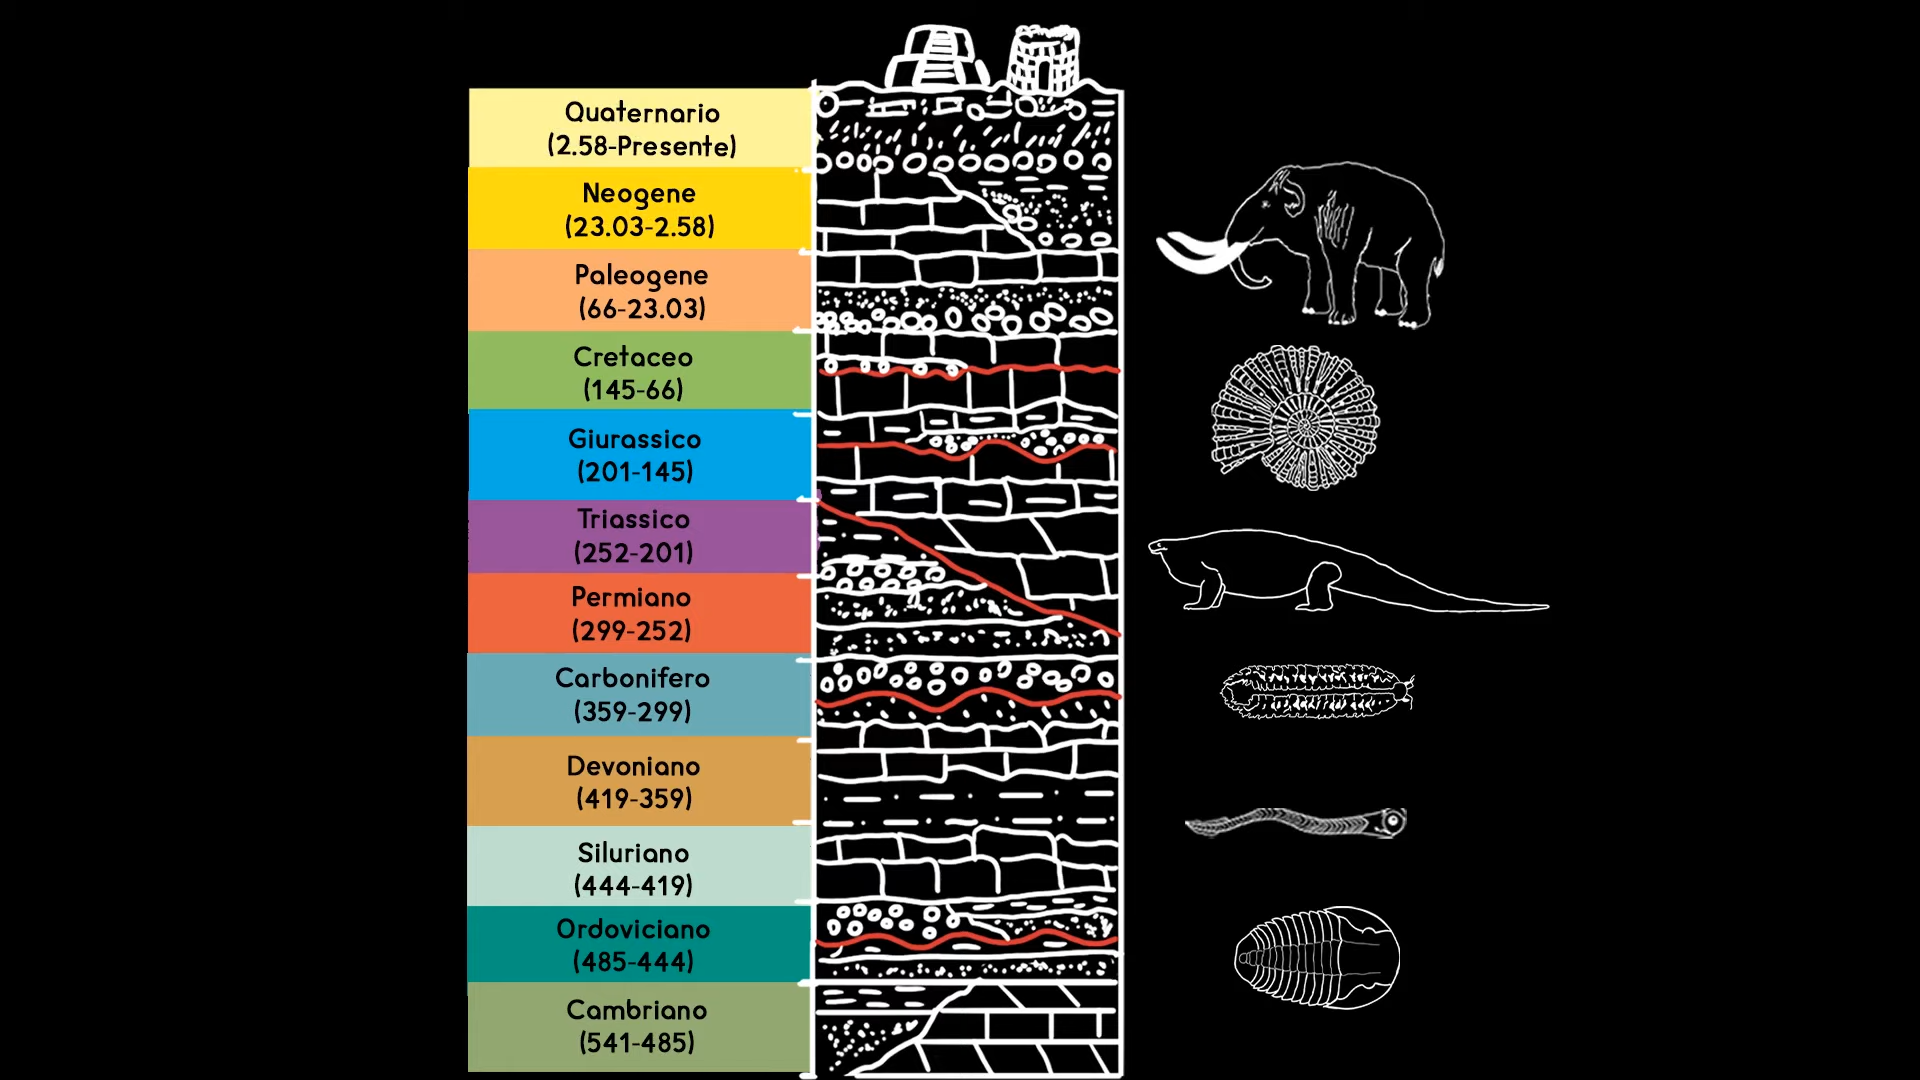 Quaternario
(2.58-Presente)
Neogene
(23.03-2.58)
Paleogene
(66-23.03)
Cretaceo
(145-66)
Giurassico
(201-145)
Triassico
(252-201)
Permiano
(299-252)
Carbonifero
(359-299)
Devoniano
(419-359)
Siluriano
(444-419)
Ordoviciano
(485-444)
Cambriano
(541-485)